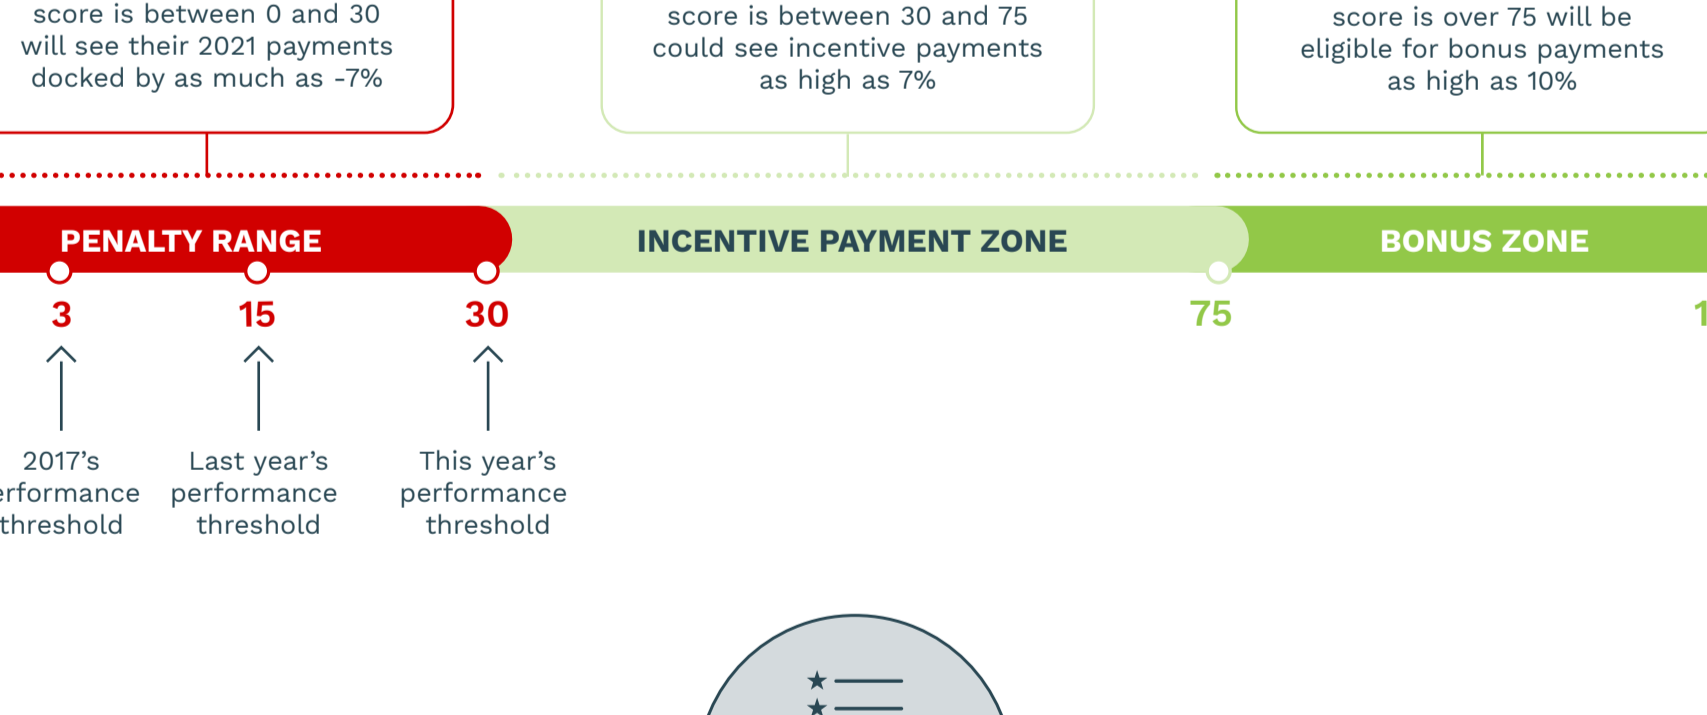 score is between 0 and 30
will see their 2021 payments
docked by as much as -7%
score is between 30 and 75
could see incentive payments
as high as 7%
score is over 75 will be
eligible for bonus payments
as high as 10%
PENALTY RANGE
INCENTIVE PAYMENT ZONE
BONUS ZONE
3
15
30
75
2017's
erformance
threshold
Last year's
performance
threshold
This year's
performance
threshold